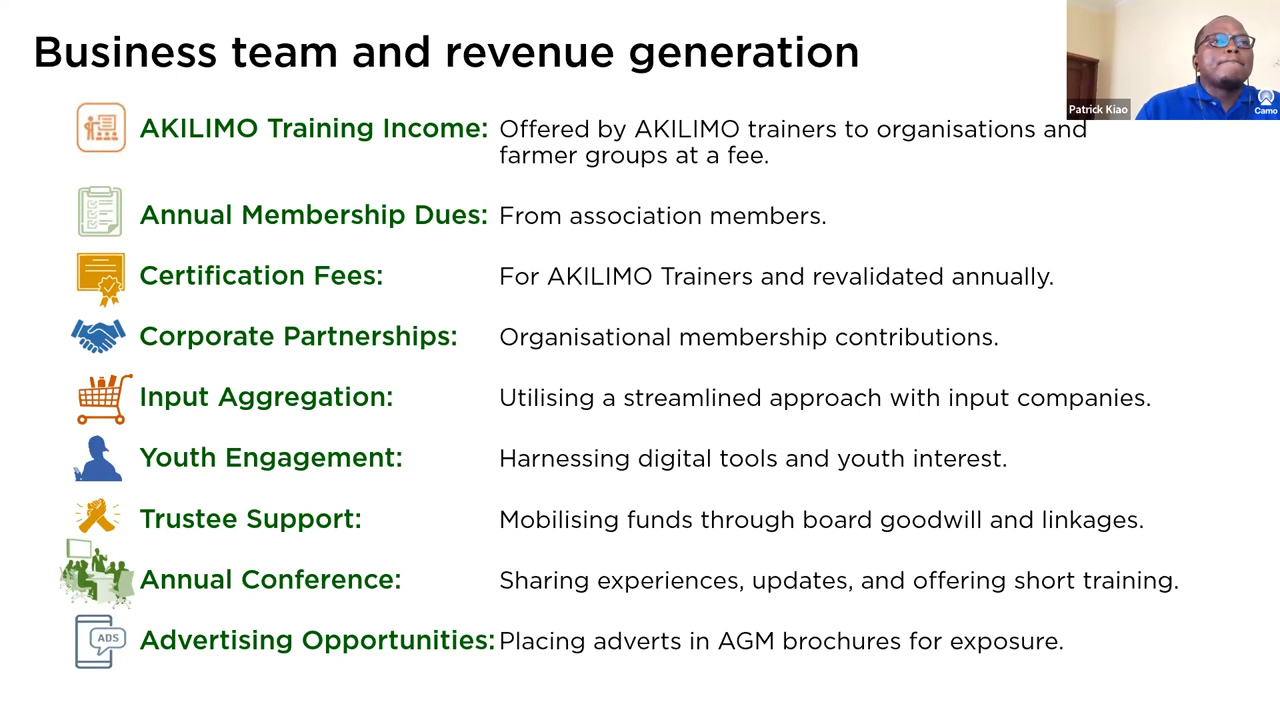 Business team and revenue generation
Patrick Kiao
Camo
AKILIMO Training Income: Offered by AKILIMO trainers to organisations and
farmer groups at a fee.
Annual Membership Dues: From association members.
Certification Fees: For AKILIMO Trainers and revalidated annually.
Corporate Partnerships: Organisational membership contributions.
Input Aggregation: Utilising a streamlined approach with input companies.
Youth Engagement: Harnessing digital tools and youth interest.
Trustee Support: Mobilising funds through board goodwill and linkages.
Annual Conference: Sharing experiences, updates, and offering short training.
ADS
Advertising Opportunities: Placing adverts in AGM brochures for exposure.